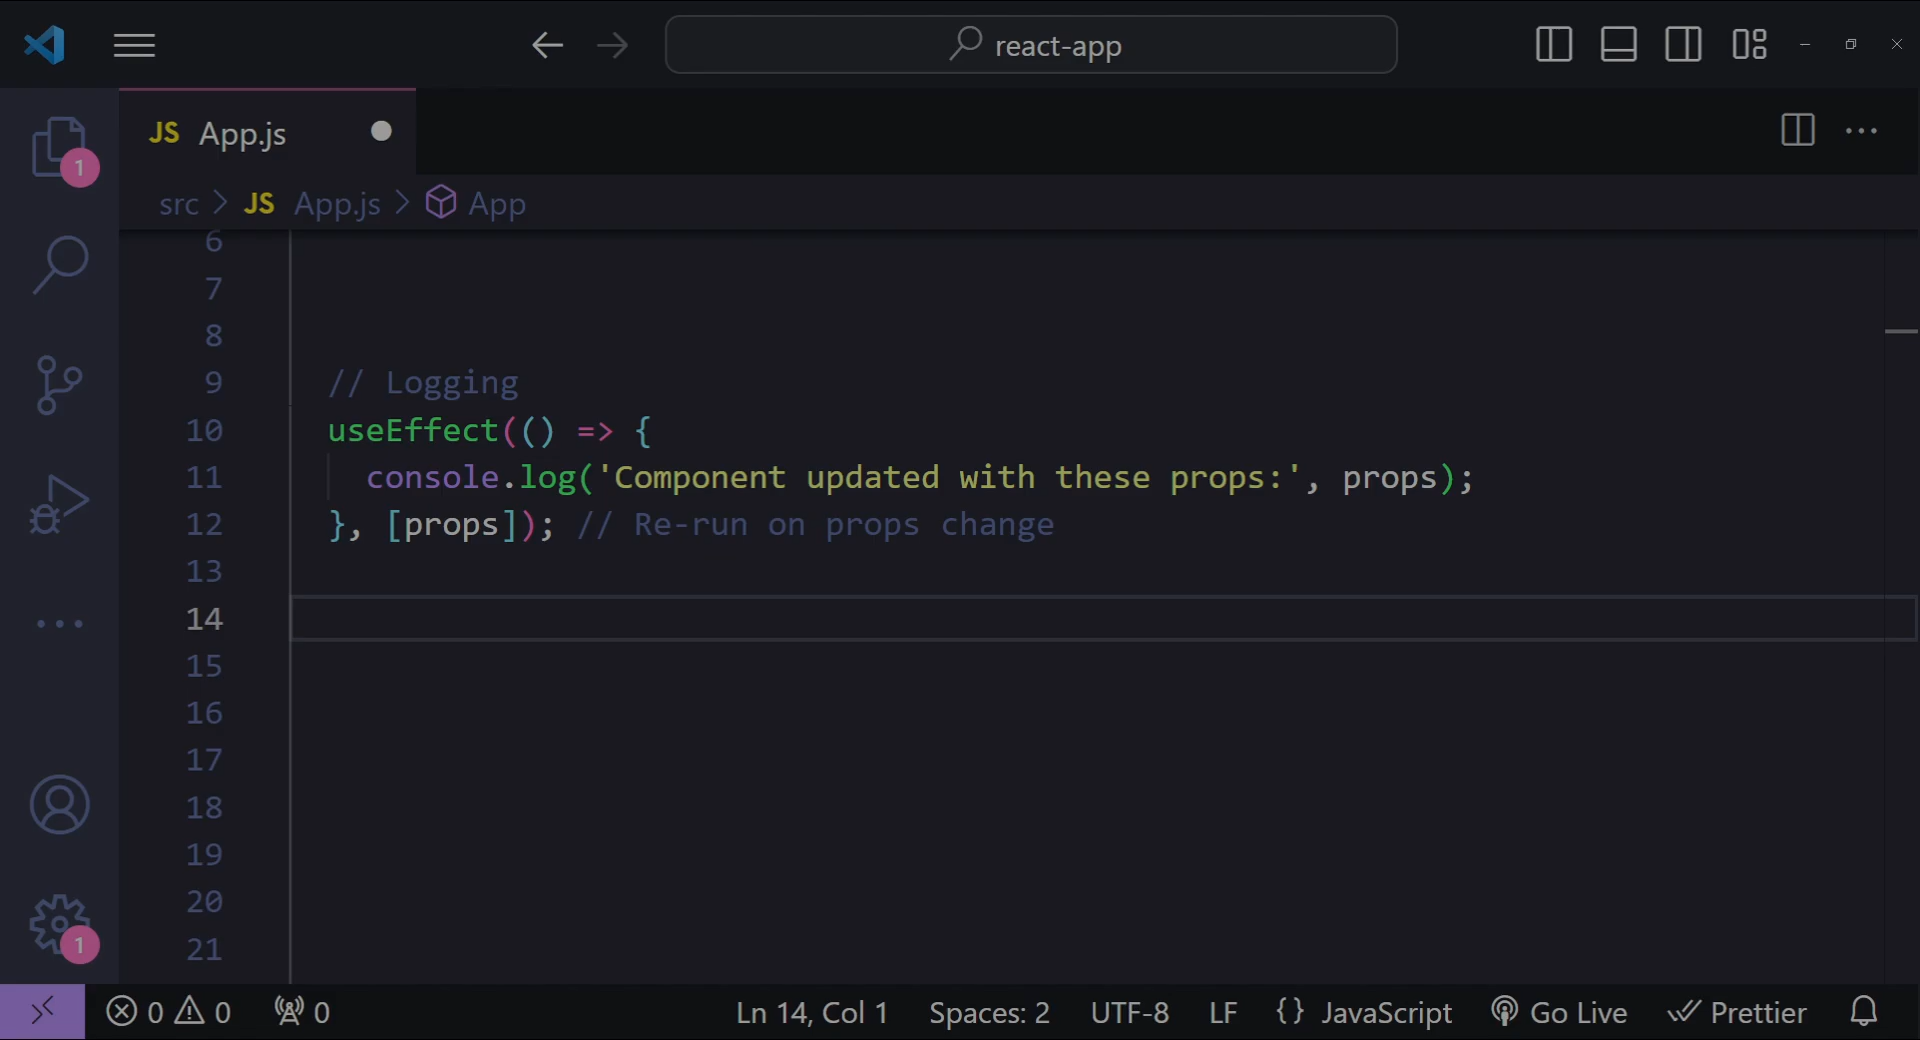 react-app
JS App.js
1
src > JS App.js > App
6
7
8
9 // Logging
10 useEffect(() => {
11 console.log('Component updated with these props:', props);
12 }, [props]); // Re-run on props change
13
14
15
16
17
18
19
20
21
1
0 0 0 Ln 14, Col 1 Spaces: 2 UTF-8 LF {} JavaScript Go Live Prettier